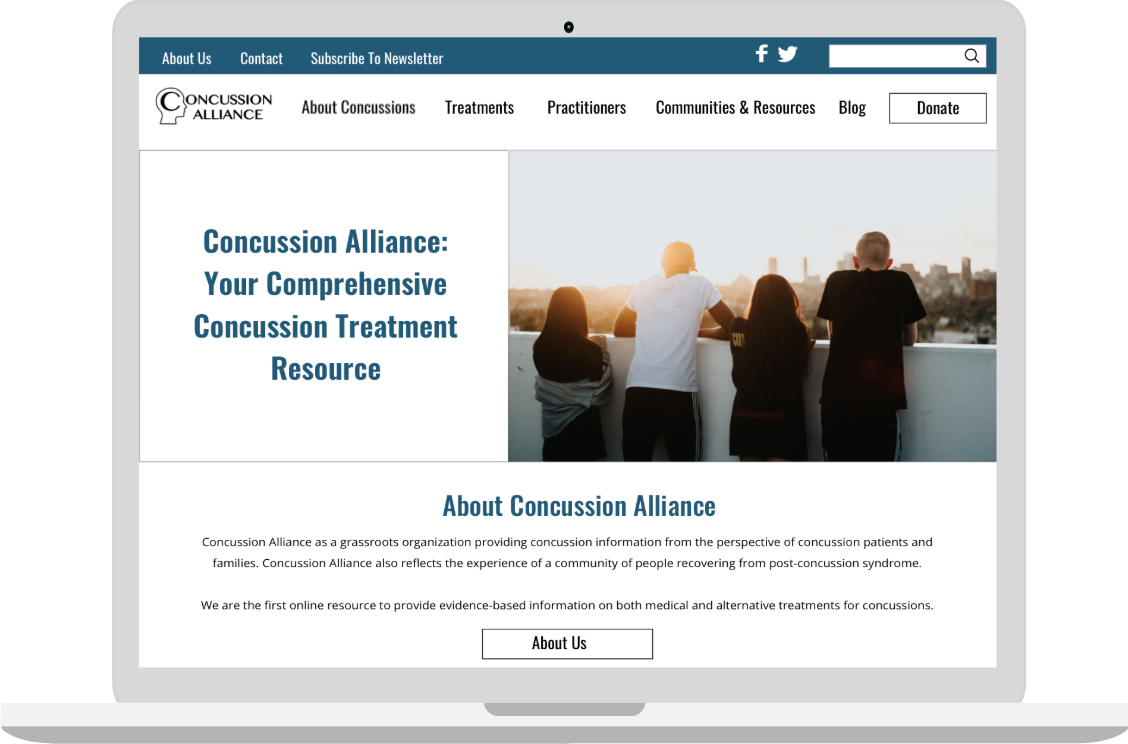 About Us Contact Subscribe To Newsletter
CONCUSSION
ALLIANCE
About Concussions Treatments Practitioners Communities & Resources Blog Donate
Concussion Alliance:
Your Comprehensive
Concussion Treatment
Resource
About Concussion Alliance
Concussion Alliance as a grassroots organization providing concussion information from the perspective of concussion patients and
families. Concussion Alliance also reflects the experience of a community of people recovering from post-concussion syndrome.
We are the first online resource to provide evidence-based information on both medical and alternative treatments for concussions.
About Us